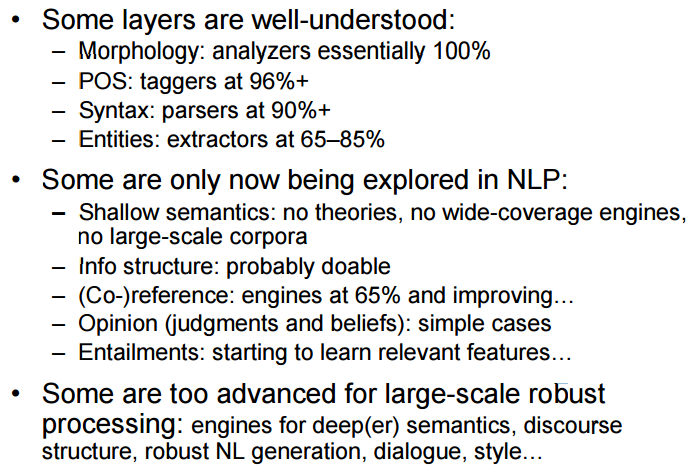 • Some layers are well-understood:
– Morphology: analyzers essentially 100%
– POS: taggers at 96%+
– Syntax: parsers at 90%+
– Entities: extractors at 65–85%
• Some are only now being explored in NLP:
– Shallow semantics: no theories, no wide-coverage engines,
no large-scale corpora
– Info structure: probably doable
– (Co-)reference: engines at 65% and improving…
– Opinion (judgments and beliefs): simple cases
– Entailments: starting to learn relevant features…
• Some are too advanced for large-scale robust
processing: engines for deep(er) semantics, discourse
structure, robust NL generation, dialogue, style…